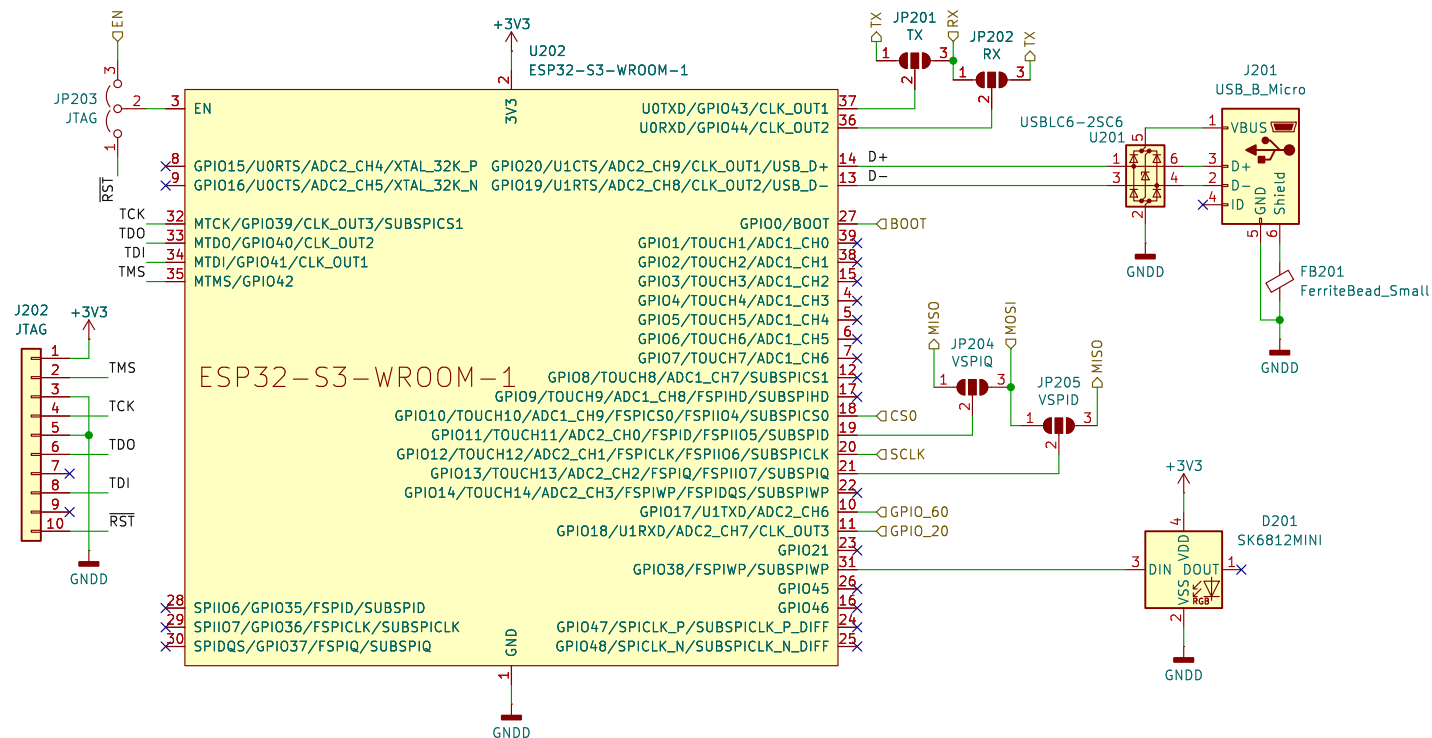 EN
3
JP203
JTAG
2
1
RST
+3V3
2
U202
ESP32-S3-WROOM-1
3V3
3
EN
8
GPIO15/U0RTS/ADC2_CH4/XTAL_32K_P
9
GPIO16/U0CTS/ADC2_CH5/XTAL_32K_N
TCK
32
MTCK/GPIO39/CLK_OUT3/SUBSPICS1
TDO
33
MTDO/GPIO40/CLK_OUT2
TDI
34
MTDI/GPIO41/CLK_OUT1
TMS
35
MTMS/GPIO42
ESP32-S3-WROOM-1
28
SPIIO6/GPIO35/FSPID/SUBSPID
29
SPIIO7/GPIO36/FSPICLK/SUBSPICLK
30
SPIDQS/GPIO37/FSPIQ/SUBSPIQ
GND
1
GNDD
U0TXD/GPIO43/CLK_OUT1
37
U0RXD/GPIO44/CLK_OUT2
36
GPIO20/U1CTS/ADC2_CH9/CLK_OUT1/USB_D+
14
D+
GPIO19/U1RTS/ADC2_CH8/CLK_OUT2/USB_D-
13
D-
GPIO0/BOOT
27
BOOT
GPIO1/TOUCH1/ADC1_CH0
39
GPIO2/TOUCH2/ADC1_CH1
38
GPIO3/TOUCH3/ADC1_CH2
15
GPIO4/TOUCH4/ADC1_CH3
4
GPIO5/TOUCH5/ADC1_CH4
5
GPIO6/TOUCH6/ADC1_CH5
6
GPIO7/TOUCH7/ADC1_CH6
7
GPIO8/TOUCH8/ADC1_CH7/SUBSPICS1
12
GPIO9/TOUCH9/ADC1_CH8/FSPIHD/SUBSPIHD
17
GPIO10/TOUCH10/ADC1_CH9/FSPICS0/FSPIIO4/SUBSPICS0
18
CS0
GPIO11/TOUCH11/ADC2_CH0/FSPID/FSPIIO5/SUBSPID
19
GPIO12/TOUCH12/ADC2_CH1/FSPICLK/FSPIIO6/SUBSPICLK
20
SCLK
GPIO13/TOUCH13/ADC2_CH2/FSPIQ/FSPIIO7/SUBSPIQ
21
GPIO14/TOUCH14/ADC2_CH3/FSPIWP/FSPIDQS/SUBSPIWP
22
GPIO17/U1TXD/ADC2_CH6
10
GPIO_60
GPIO18/U1RXD/ADC2_CH7/CLK_OUT3
11
GPIO_20
GPIO21
23
GPIO38/FSPIWP/SUBSPIWP
31
GPIO45
26
GPIO46
16
GPIO47/SPICLK_P/SUBSPICLK_P_DIFF
24
GPIO48/SPICLK_N/SUBSPICLK_N_DIFF
25
J202
JTAG
+3V3
1
2
TMS
3
4
TCK
5
6
TDO
7
8
TDI
9
10
RST
GNDD
TX
JP201
TX
1
3
2
RX
JP202
RX
1
3
2
TX
USBLC6-2SC6
U201
5
1
6
3
4
2
GNDD
J201
USB_B_Micro
1
VBUS
3
D+
2
D-
4
ID
GND
Shield
5
6
FB201
FerriteBead_Small
GNDD
MISO
JP204
VSPIQ
1
3
2
MOSI
JP205
VSPID
1
3
2
MISO
+3V3
4
D201
SK6812MINI
VDD
3
DIN
DOUT
1
VSS
RGB
2
GNDD